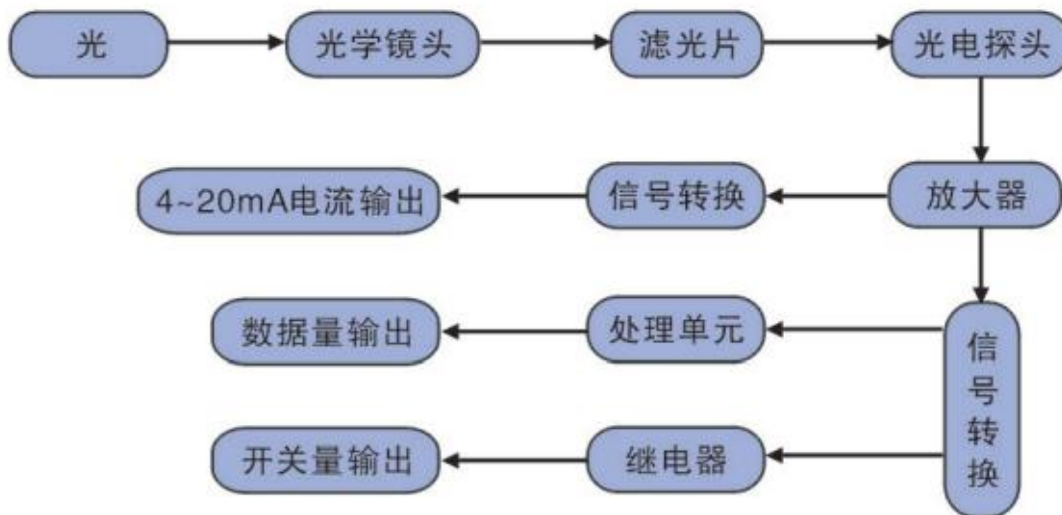 光
光学镜头
滤光片
光电探头
4~20mA电流输出
信号转换
放大器
数据量输出
处理单元
信号转换
开关量输出
继电器